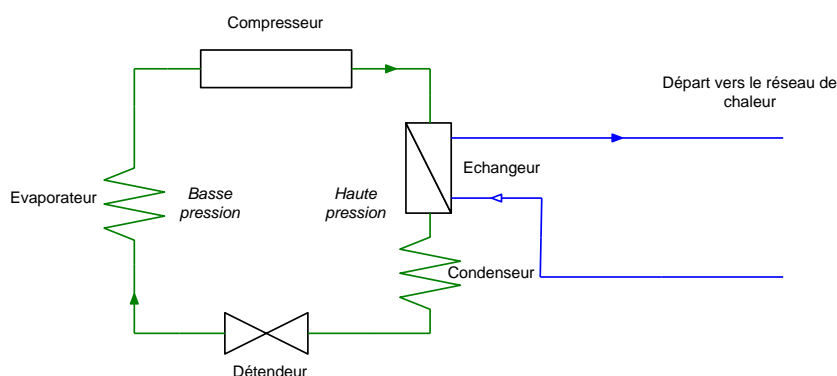 Compresseur
Départ vers le réseau de
chaleur
Echangeur
Evaporateur
Basse
pression
Haute
pression
Condenseur
Détendeur